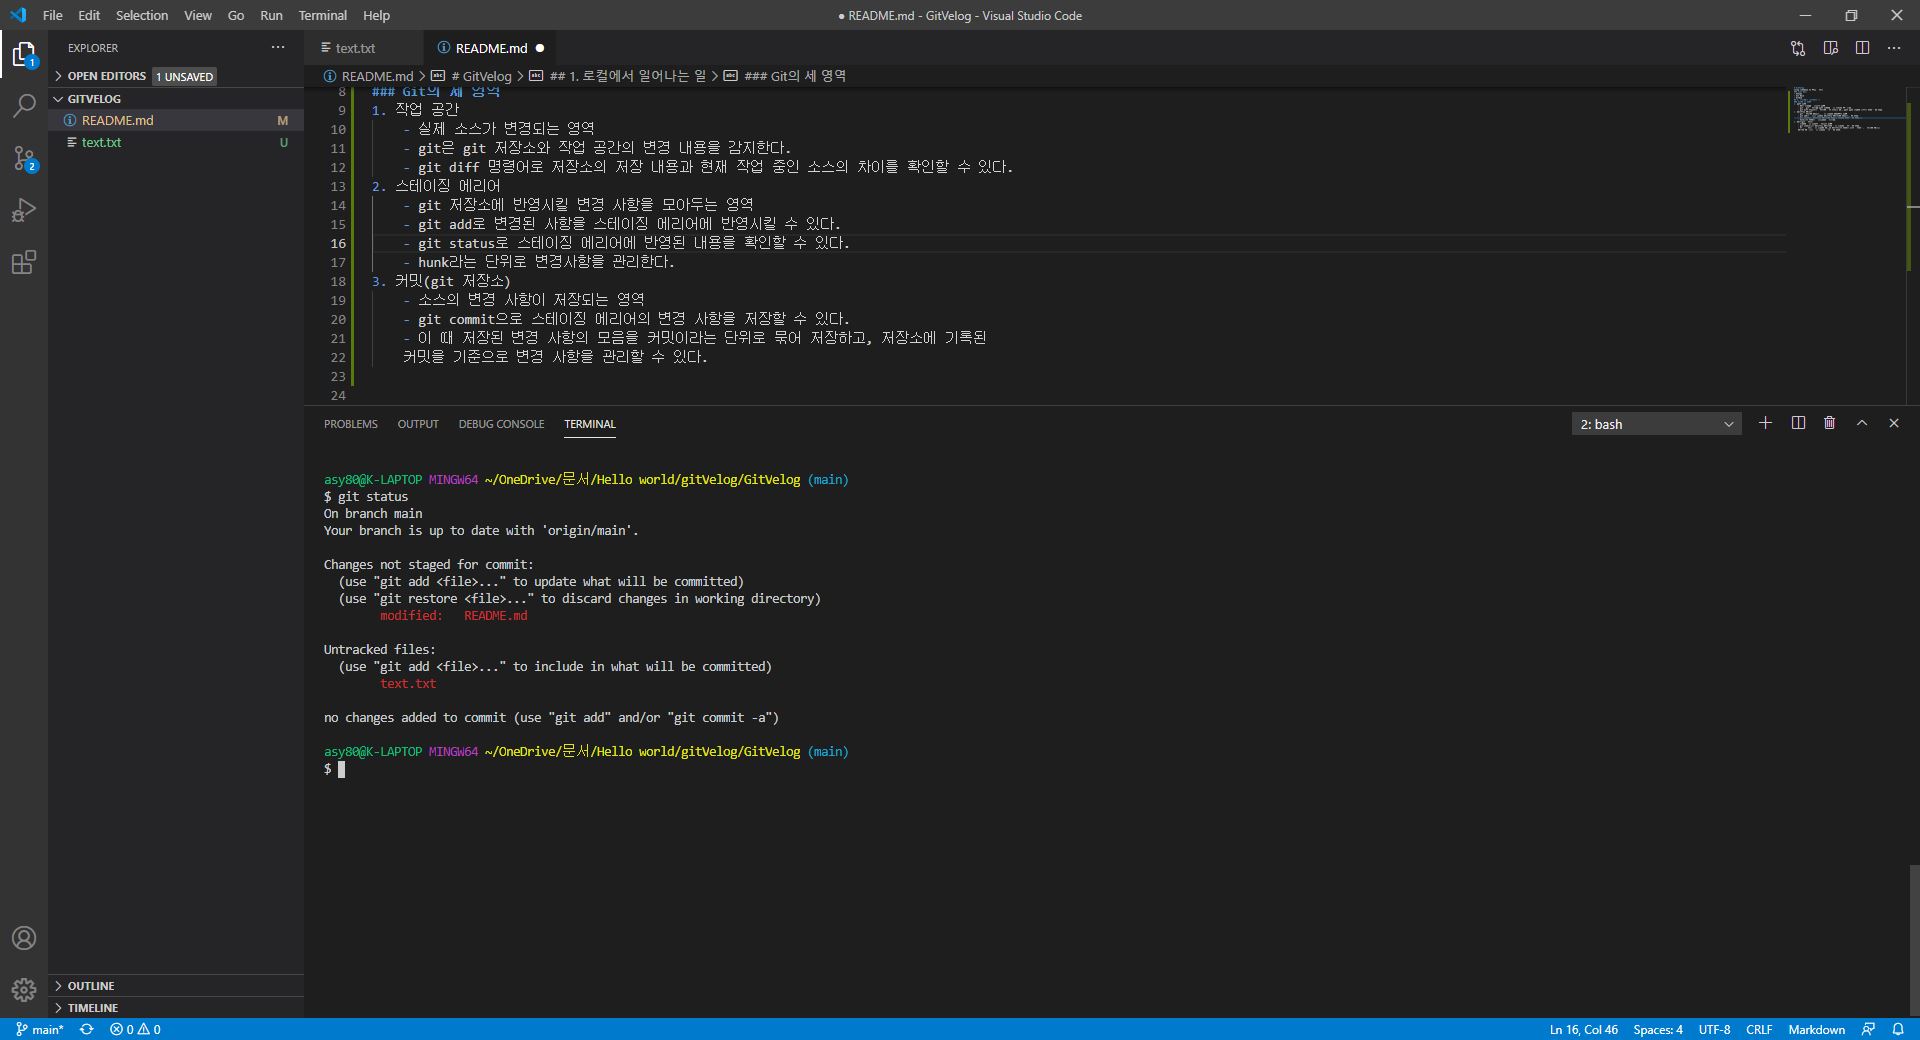 File Edit Selection View Go Run Terminal Help
● README.md - GitVelog - Visual Studio Code
EXPLORER
OPEN EDITORS 1 UNSAVED
GITVELOG
README.md M
text.txt U
OUTLINE
TIMELINE
1
2
text.txt README.md ●
README.md > # GitVelog > ## 1. 로컬에서 일어나는 일 > ### Git의 세 영역
8 ### Git의 세 영역
9 1. 작업 공간
10 - 실제 소스가 변경되는 영역
11 - git은 git 저장소와 작업 공간의 변경 내용을 감지한다.
12 - git diff 명령어로 저장소의 저장 내용과 현재 작업 중인 소스의 차이를 확인할 수 있다.
13 2. 스테이징 에리어
14 - git 저장소에 반영시킬 변경 사항을 모아두는 영역
15 - git add로 변경된 사항을 스테이징 에리어에 반영시킬 수 있다.
16 - git status로 스테이징 에리어에 반영된 내용을 확인할 수 있다.
17 - hunk라는 단위로 변경사항을 관리한다.
18 3. 커밋(git 저장소)
19 - 소스의 변경 사항이 저장되는 영역
20 - git commit으로 스테이징 에리어의 변경 사항을 저장할 수 있다.
21 - 이 때 저장된 변경 사항의 모음을 커밋이라는 단위로 묶어 저장하고, 저장소에 기록된
22 커밋을 기준으로 변경 사항을 관리할 수 있다.
23
24
PROBLEMS OUTPUT DEBUG CONSOLE TERMINAL
2: bash
asy80@K-LAPTOP MINGW64 ~/OneDrive/문서/Hello world/gitVelog/GitVelog (main)
$ git status
On branch main
Your branch is up to date with 'origin/main'.
Changes not staged for commit:
(use "git add <file>..." to update what will be committed)
(use "git restore <file>..." to discard changes in working directory)
modified: README.md
Untracked files:
(use "git add <file>..." to include in what will be committed)
text.txt
no changes added to commit (use "git add" and/or "git commit -a")
asy80@K-LAPTOP MINGW64 ~/OneDrive/문서/Hello world/gitVelog/GitVelog (main)
$
main* 0 0
Ln 16, Col 46 Spaces: 4 UTF-8 CRLF Markdown